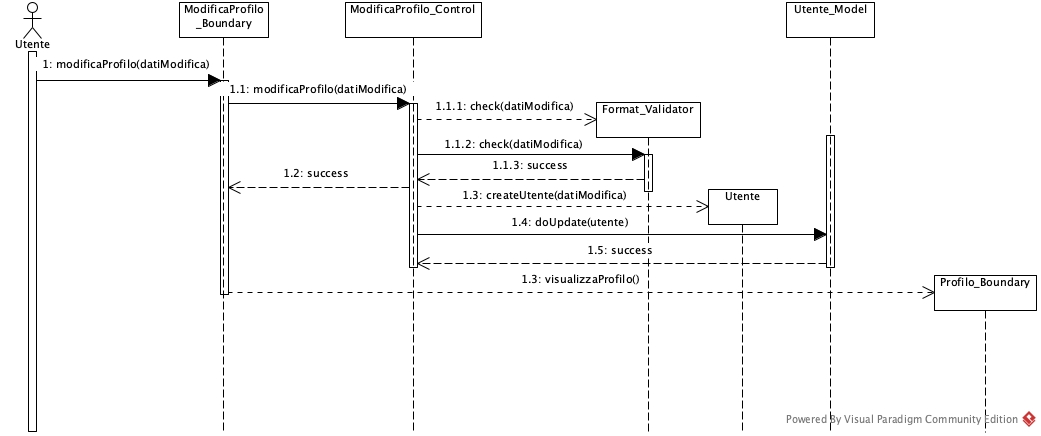 ModificaProfilo
_Boundary
ModificaProfilo_Control
Utente_Model
Utente
1: modificaProfilo(datiModifica)
1.1: modificaProfilo(datiModifica)
1.1.1: check(datiModifica)
Format_Validator
1.1.2: check(datiModifica)
1.1.3: success
1.2: success
1.3: createUtente(datiModifica)
Utente
1.4: doUpdate(utente)
1.5: success
1.3: visualizzaProfilo()
Profilo_Boundary
Powered By Visual Paradigm Community Edition